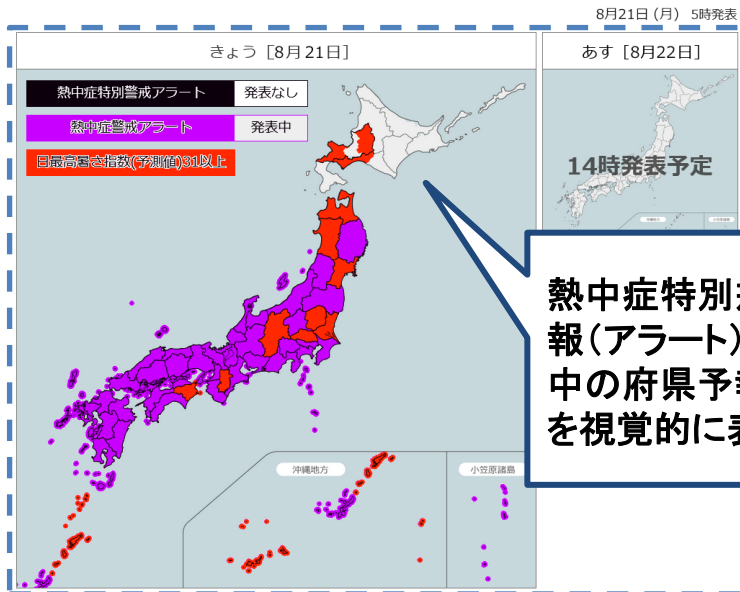 8月21日(月) 5時発表
きょう [8月21日]
あす [8月22日]
熱中症特別警戒アラート 発表なし
熱中症警戒アラート 発表中
日最高暑さ指数(予測値)31以上
14時発表予定
熱中症特別
報(アラート)
中の府県予
を視覚的に
沖縄地方
小笠原諸島